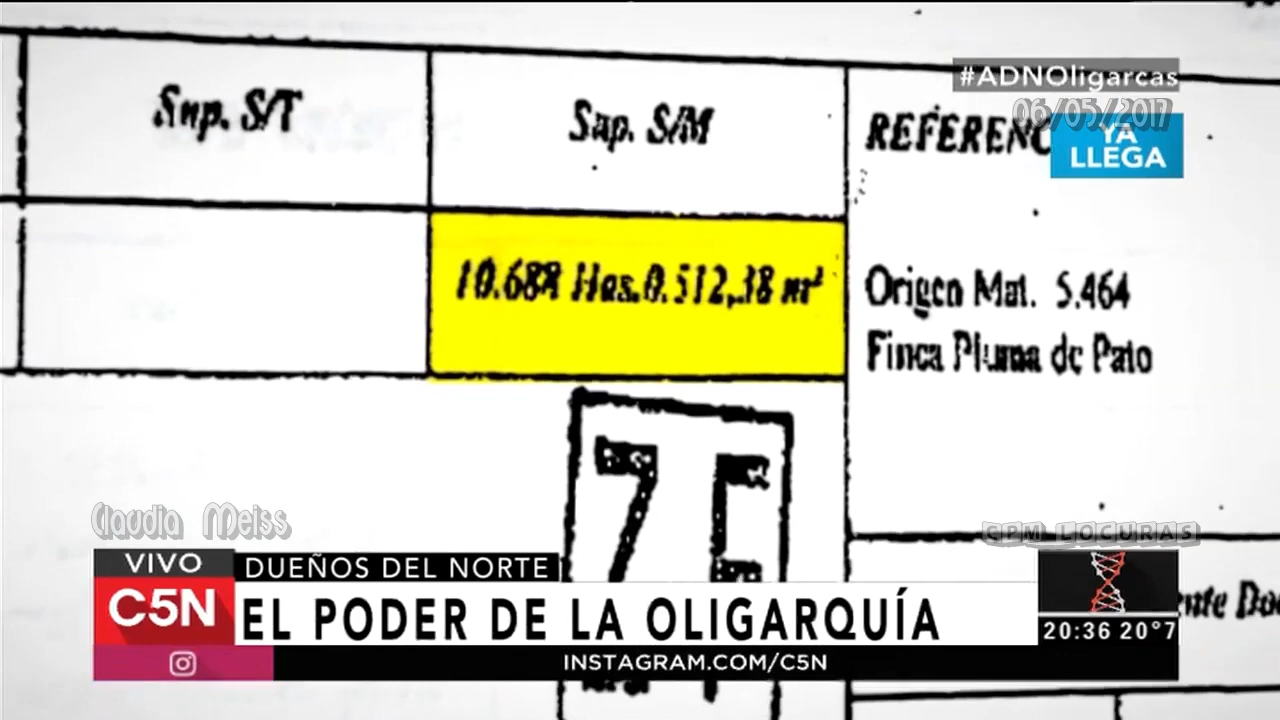 #ADNOligarcas
06/05/2017
YA
LLEGA
Sup. S/T
Sup. S/M
REFERENC
10.688 Has.0.512,38 m²
Origen Mat. 5.464
Finca Pluma de Pato
Claudia Meiss
GPM LOCURAS
VIVO
DUEÑOS DEL NORTE
C5N
EL PODER DE LA OLIGARQUÍA
20:36 20°7
INSTAGRAM.COM/C5N